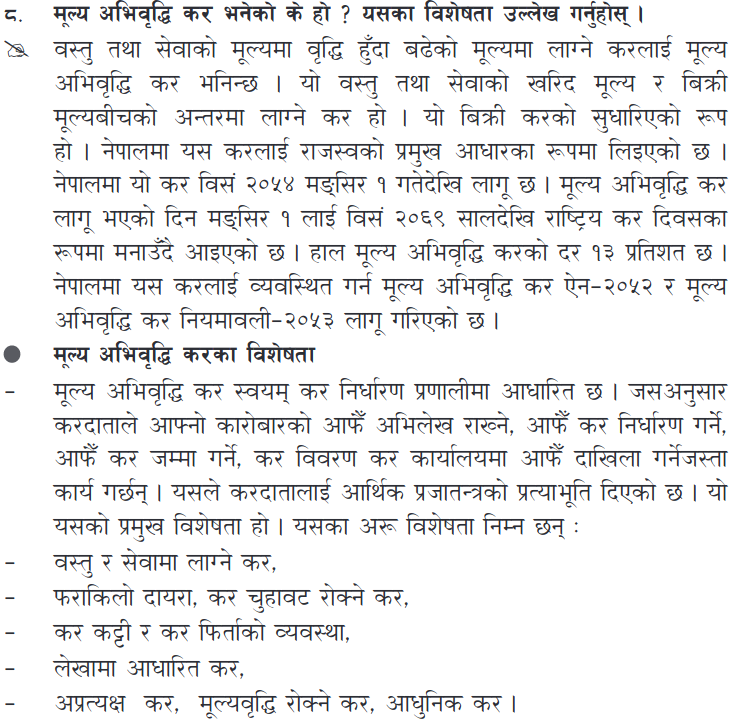 ८. मूल्य अभिवृद्धि कर भनेको के हो ? यसका विशेषता उल्लेख गर्नुहोस् ।
वस्तु तथा सेवाको मूल्यमा वृद्धि हुँदा बढेको मूल्यमा लाग्ने करलाई मूल्य
अभिवृद्धि कर भनिन्छ । यो वस्तु तथा सेवाको खरिद मूल्य र बिक्री
मूल्यबीचको अन्तरमा लाग्ने कर हो । यो बिक्री करको सुधारिएको रूप
हो । नेपालमा यस करलाई राजस्वको प्रमुख आधारका रूपमा लिइएको छ ।
नेपालमा यो कर विसं २०५४ मङ्सिर १ गतेदेखि लागू छ । मूल्य अभिवृद्धि कर
लागू भएको दिन मङ्सिर १ लाई विसं २०६९ सालदेखि राष्ट्रिय कर दिवसका
रूपमा मनाउँदै आइएको छ । हाल मूल्य अभिवृद्धि करको दर १३ प्रतिशत छ ।
नेपालमा यस करलाई व्यवस्थित गर्न मूल्य अभिवृद्धि कर ऐन–२०५२ र मूल्य
अभिवृद्धि कर नियमावली–२०५३ लागू गरिएको छ ।
● मूल्य अभिवृद्धि करका विशेषता
– मूल्य अभिवृद्धि कर स्वयम् कर निर्धारण प्रणालीमा आधारित छ । जसअनुसार
करदाताले आफ्नो कारोबारको आफैँ अभिलेख राख्ने, आफैँ कर निर्धारण गर्ने,
आफैँ कर जम्मा गर्ने, कर विवरण कर कार्यालयमा आफैँ दाखिला गर्नेजस्ता
कार्य गर्छन् । यसले करदातालाई आर्थिक प्रजातन्त्रको प्रत्याभूति दिएको छ । यो
यसको प्रमुख विशेषता हो । यसका अरू विशेषता निम्न छन् :
– वस्तु र सेवामा लाग्ने कर,
– फराकिलो दायरा, कर चुहावट रोक्ने कर,
– कर कट्टी र कर फिर्ताको व्यवस्था,
– लेखामा आधारित कर,
– अप्रत्यक्ष कर, मूल्यवृद्धि रोक्ने कर, आधुनिक कर ।